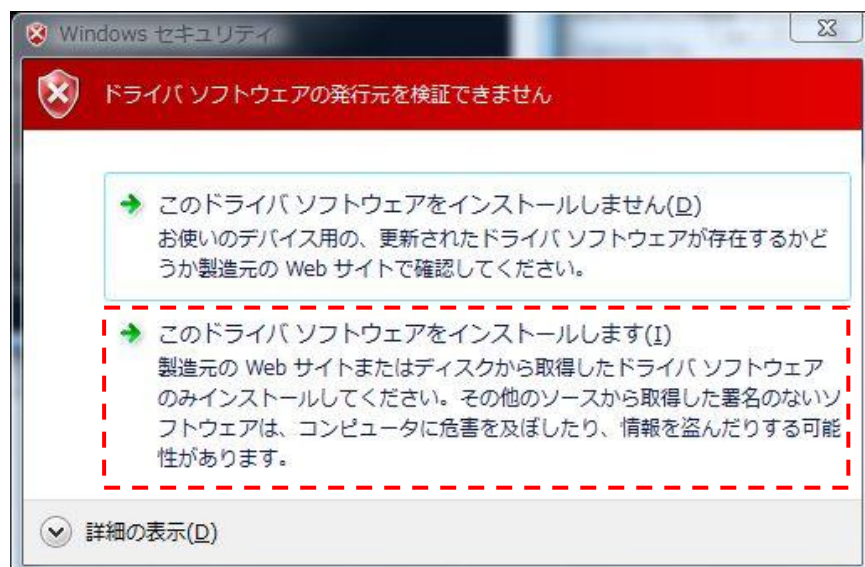 Windows セキュリティ
ドライバ ソフトウェアの発行元を検証できません
このドライバ ソフトウェアをインストールしません(D)
お使いのデバイス用の、更新されたドライバ ソフトウェアが存在するかど
うか製造元の Web サイトで確認してください。
このドライバ ソフトウェアをインストールします(I)
製造元の Web サイトまたはディスクから取得したドライバ ソフトウェア
のみインストールしてください。その他のソースから取得した署名のないソ
フトウェアは、コンピュータに危害を及ぼしたり、情報を盗んだりする可能
性があります。
詳細の表示(D)